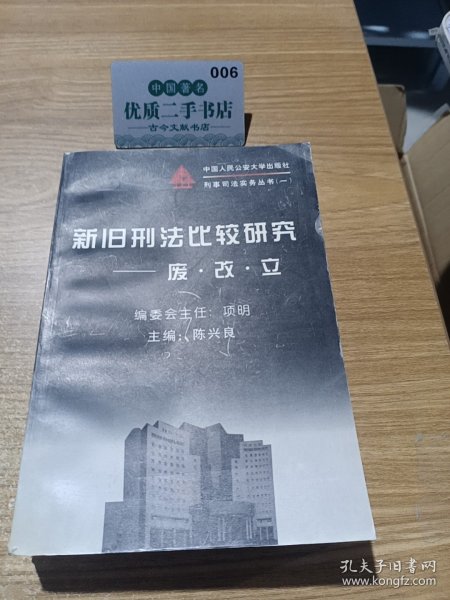 006
中国著名
优质二手书店
古今文献书店
中国人民公安大学出版社
刑事司法实务丛书(一)
新旧刑法比较研究
——废·改·立
编委会主任:项明
主编:陈兴良
孔夫子旧书网
www.kongfz.com